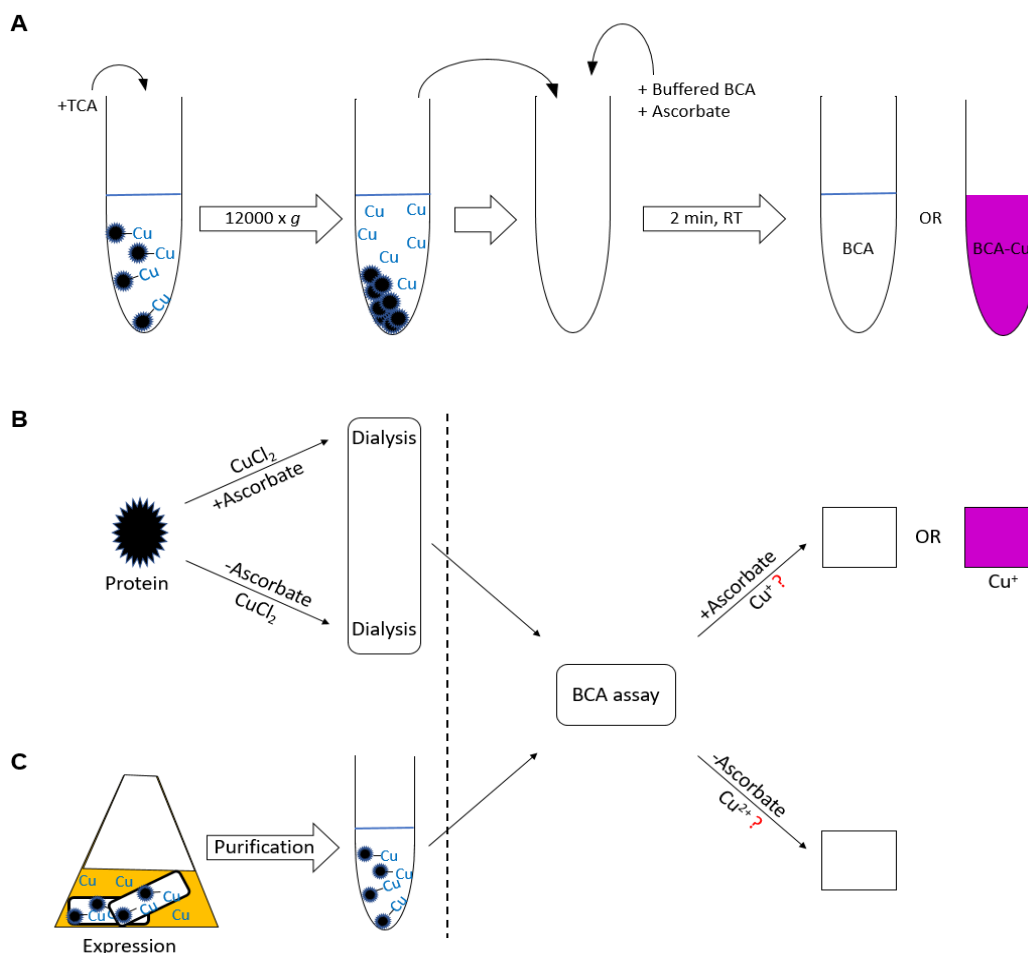 A
+TCA
Cu
Cu
Cu
Cu
12000 x g
Cu
Cu
Cu
Cu
Cu
Cu
+ Buffered BCA
+ Ascorbate
2 min, RT
BCA
OR
BCA-Cu
B
Protein
CuCl₂
+Ascorbate
-Ascorbate
CuCl₂
Dialysis
Dialysis
BCA assay
+Ascorbate
Cu⁺?
OR
Cu⁺
-Ascorbate
Cu²⁺?
C
Cu
Cu
Cu
Cu
Cu
Cu
Expression
Purification
Cu
Cu
Cu
Cu